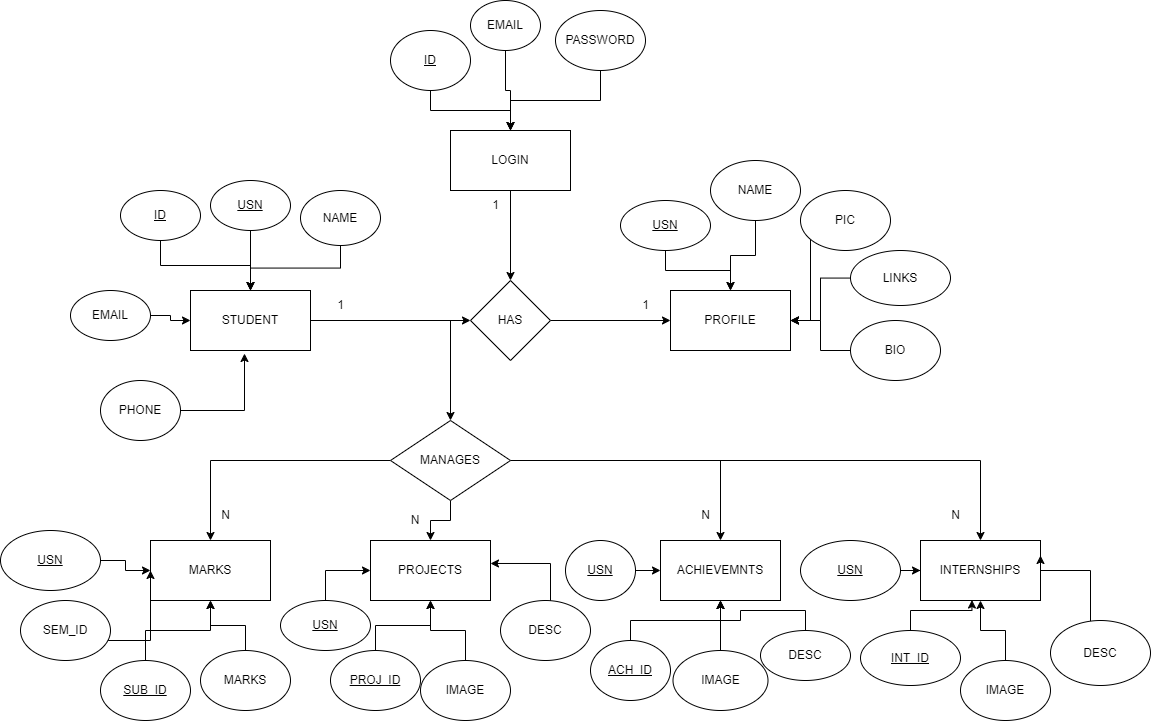 EMAIL
PASSWORD
ID
LOGIN
1
ID
USN
NAME
USN
NAME
PIC
LINKS
EMAIL
STUDENT
1
HAS
1
PROFILE
BIO
PHONE
MANAGES
N
N
N
N
USN
MARKS
PROJECTS
USN
ACHIEVEMNTS
USN
INTERNSHIPS
SEM_ID
USN
DESC
SUB_ID
MARKS
PROJ_ID
IMAGE
ACH_ID
IMAGE
DESC
INT_ID
IMAGE
DESC